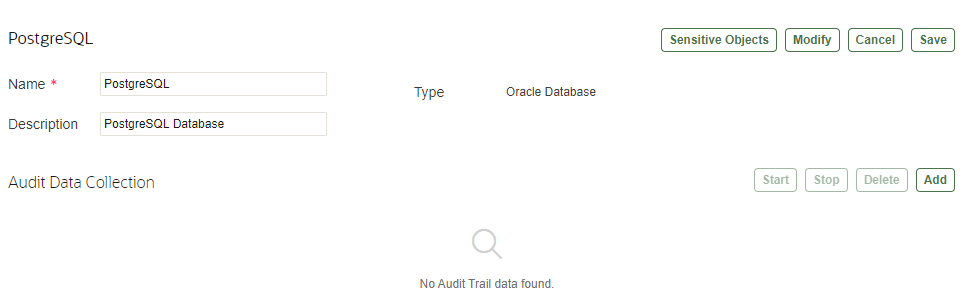 PostgreSQL
Sensitive Objects Modify Cancel Save
Name * PostgreSQL
Type Oracle Database
Description PostgreSQL Database
Audit Data Collection
Start Stop Delete Add
No Audit Trail data found.